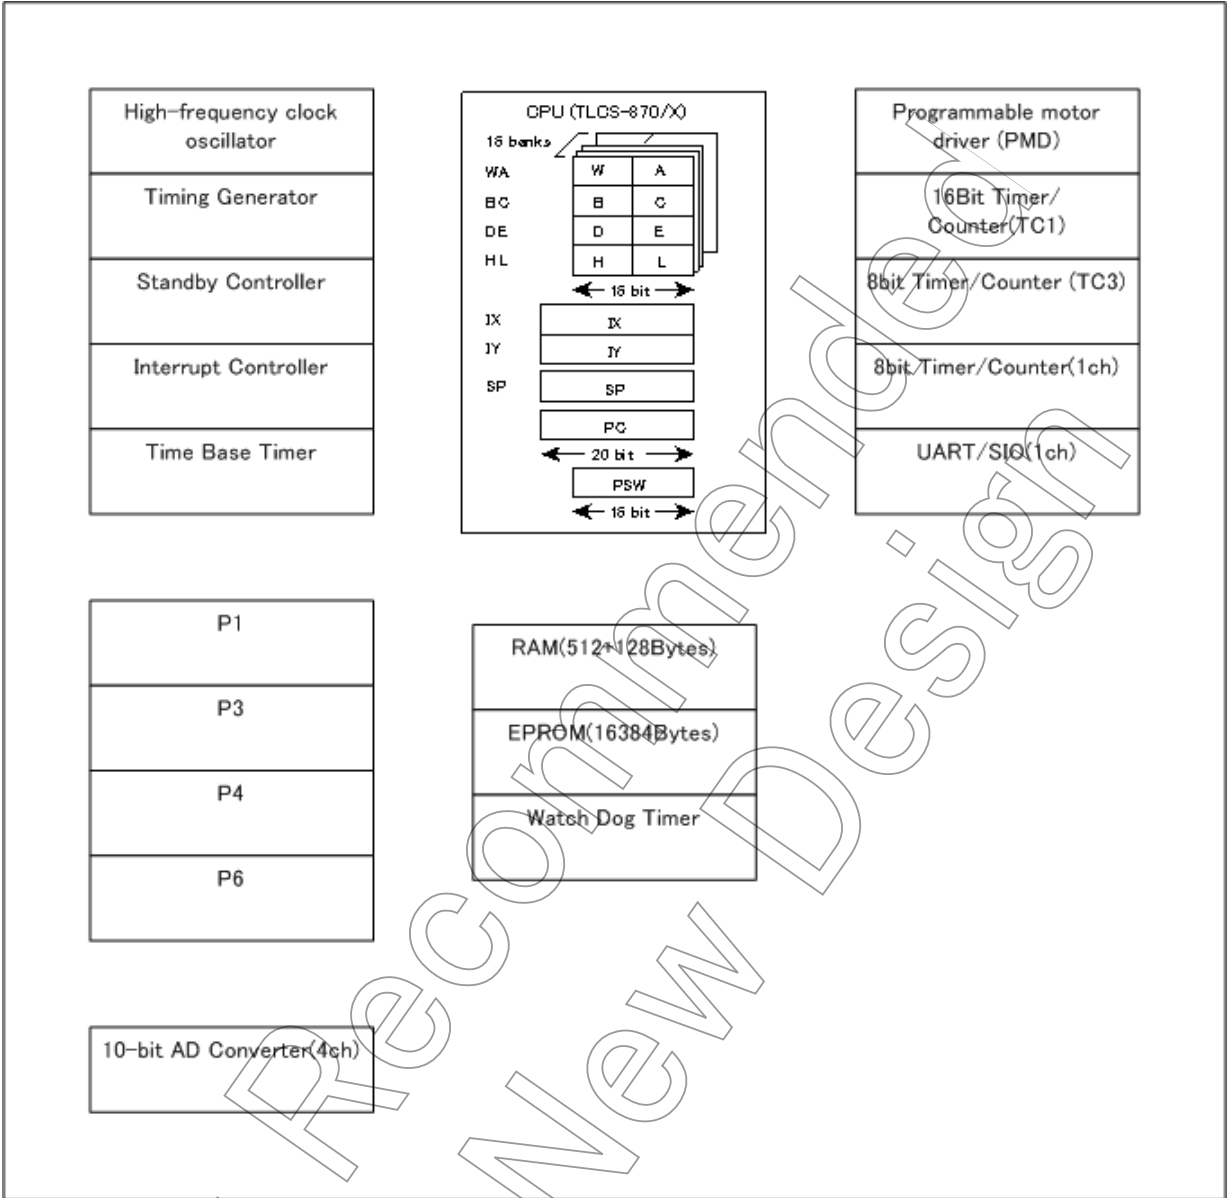 High-frequency clock
oscillator
Timing Generator
Standby Controller
Interrupt Controller
Time Base Timer
CPU (TLCS-870/X)
16 banks
WA
W A
BC
B C
DE
D E
HL
H L
16 bit
IX
IX
IY
IY
SP
SP
PC
20 bit
PSW
16 bit
Programmable motor
driver (PMD)
16Bit Timer/
Counter(TC1)
8bit Timer/Counter (TC3)
8bit Timer/Counter(1ch)
UART/SIO(1ch)
P1
P3
P4
P6
RAM(512+128Bytes)
EPROM(16384Bytes)
Watch Dog Timer
10-bit AD Converter(4ch)
Recommended
New Design